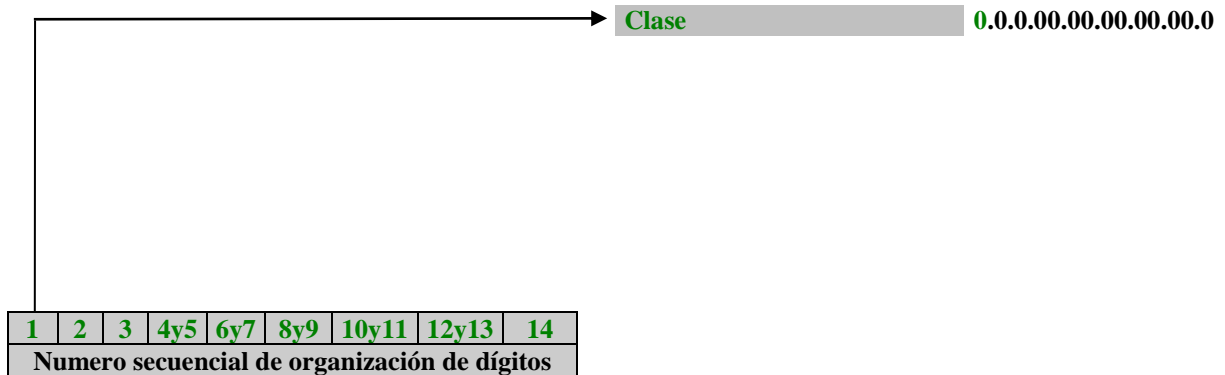 Clase 0.0.0.00.00.00.00.00.0
1 2 3 4y5 6y7 8y9 10y11 12y13 14
Numero secuencial de organización de dígitos